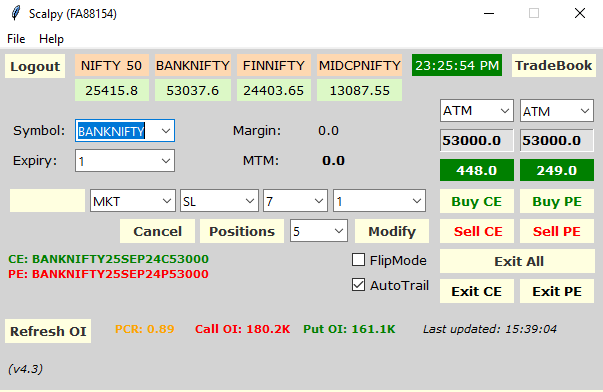 Scalpy (FA88154)
File Help
Logout NIFTY 50 BANKNIFTY FINNIFTY MIDCPNIFTY 23:25:54 PM TradeBook
25415.8 53037.6 24403.65 13087.55
ATM ATM
Symbol: BANKNIFTY Margin: 0.0
53000.0 53000.0
Expiry: 1 MTM: 0.0
448.0 249.0
MKT SL 7 1 Buy CE Buy PE
Cancel Positions 5 Modify Sell CE Sell PE
CE: BANKNIFTY25SEP24C53000 FlipMode Exit All
PE: BANKNIFTY25SEP24P53000
AutoTrail Exit CE Exit PE
Refresh OI PCR: 0.89 Call OI: 180.2K Put OI: 161.1K Last updated: 15:39:04
(v4.3)